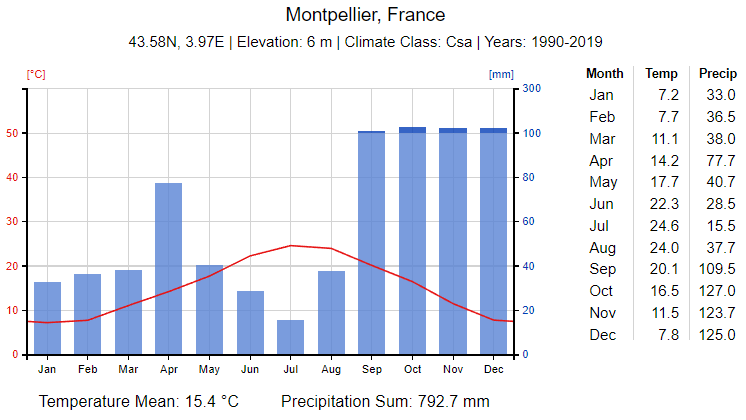 Montpellier, France
43.58N, 3.97E | Elevation: 6 m | Climate Class: Csa | Years: 1990-2019
[°C] [mm]
300
50 100
40 80
60
30
20 40
10 20
0 0
Jan Feb Mar Apr May Jun Jul Aug Sep Oct Nov Dec
Temperature Mean: 15.4 °C Precipitation Sum: 792.7 mm
Month Temp Precip
Jan 7.2 33.0
Feb 7.7 36.5
Mar 11.1 38.0
Apr 14.2 77.7
May 17.7 40.7
Jun 22.3 28.5
Jul 24.6 15.5
Aug 24.0 37.7
Sep 20.1 109.5
Oct 16.5 127.0
Nov 11.5 123.7
Dec 7.8 125.0